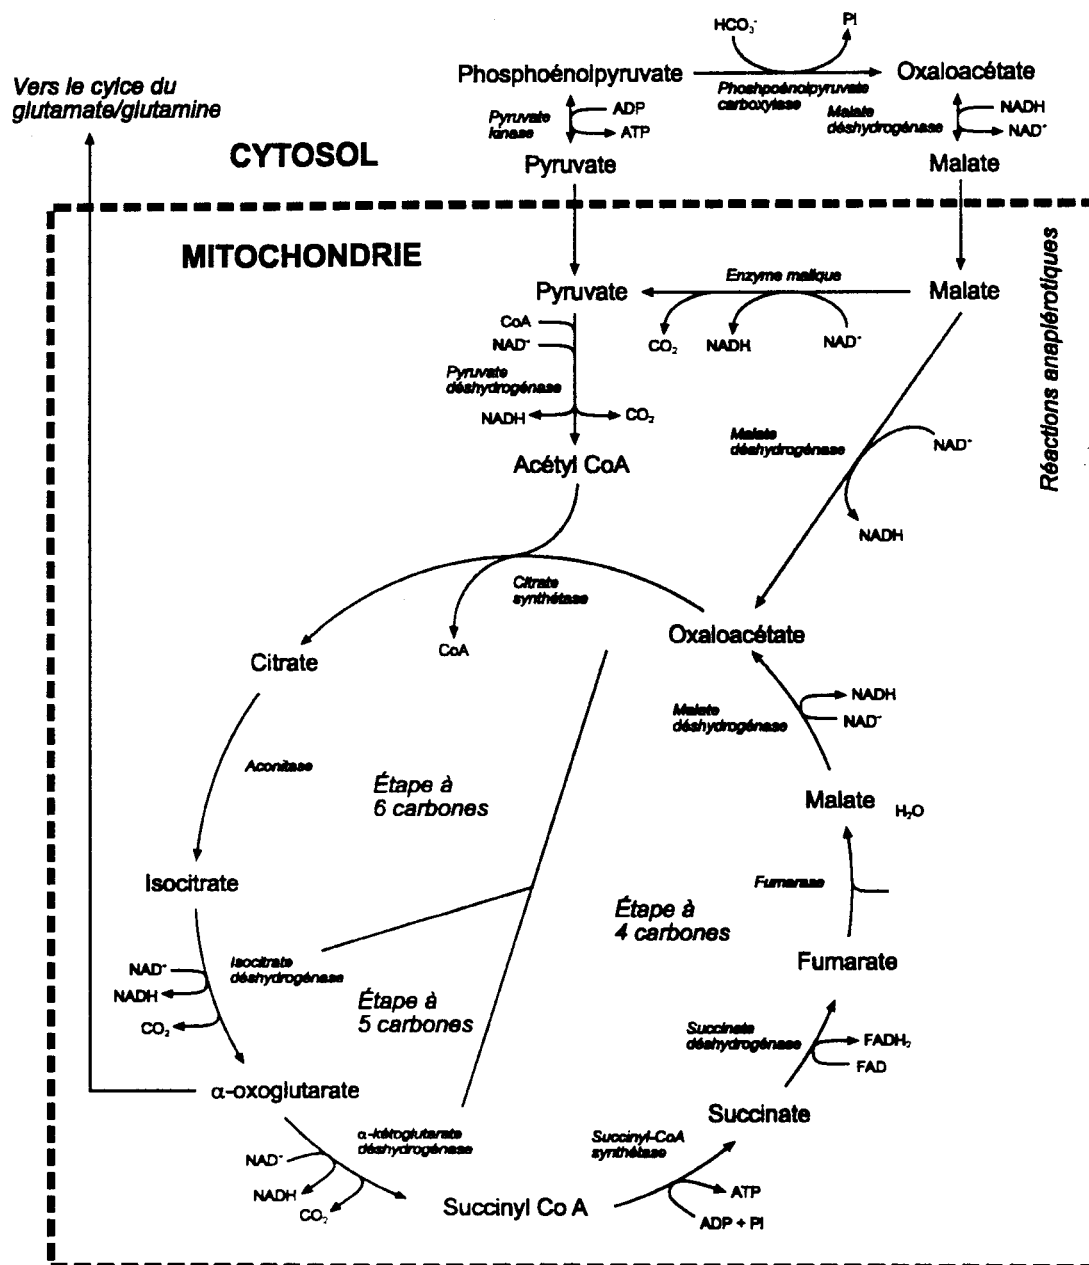 HCO₃⁻
PI
Vers le cylce du
glutamate/glutamine
Phosphoénolpyruvate
Oxaloacétate
Phoshpoénolpyruvate
carboxylase
Pyruvate
kinase
ADP
ATP
Malate
déshydrogénase
NADH
NAD⁺
CYTOSOL
Pyruvate
Malate
MITOCHONDRIE
Réactions anaplérotiques
Pyruvate
Enzyme malique
Malate
CO₂
NADH
NAD⁺
CoA
NAD⁺
Pyruvate
déshydrogénase
NADH
CO₂
Acétyl CoA
Malate
déshydrogénase
NAD⁺
NADH
Citrate
synthétase
CoA
Oxaloacétate
Citrate
Malate
déshydrogénase
NADH
NAD⁺
Aconitase
Étape à
6 carbones
Malate
H₂O
Isocitrate
Fumarase
Étape à
4 carbones
NAD⁺
NADH
CO₂
Isocitrate
déshydrogénase
Fumarate
Étape à
5 carbones
Succinate
déshydrogénase
FADH₂
FAD
α-oxoglutarate
Succinate
α-kétoglutarate
déshydrogénase
Succinyl-CoA
synthétase
NAD⁺
NADH
CO₂
Succinyl Co A
ATP
ADP + PI